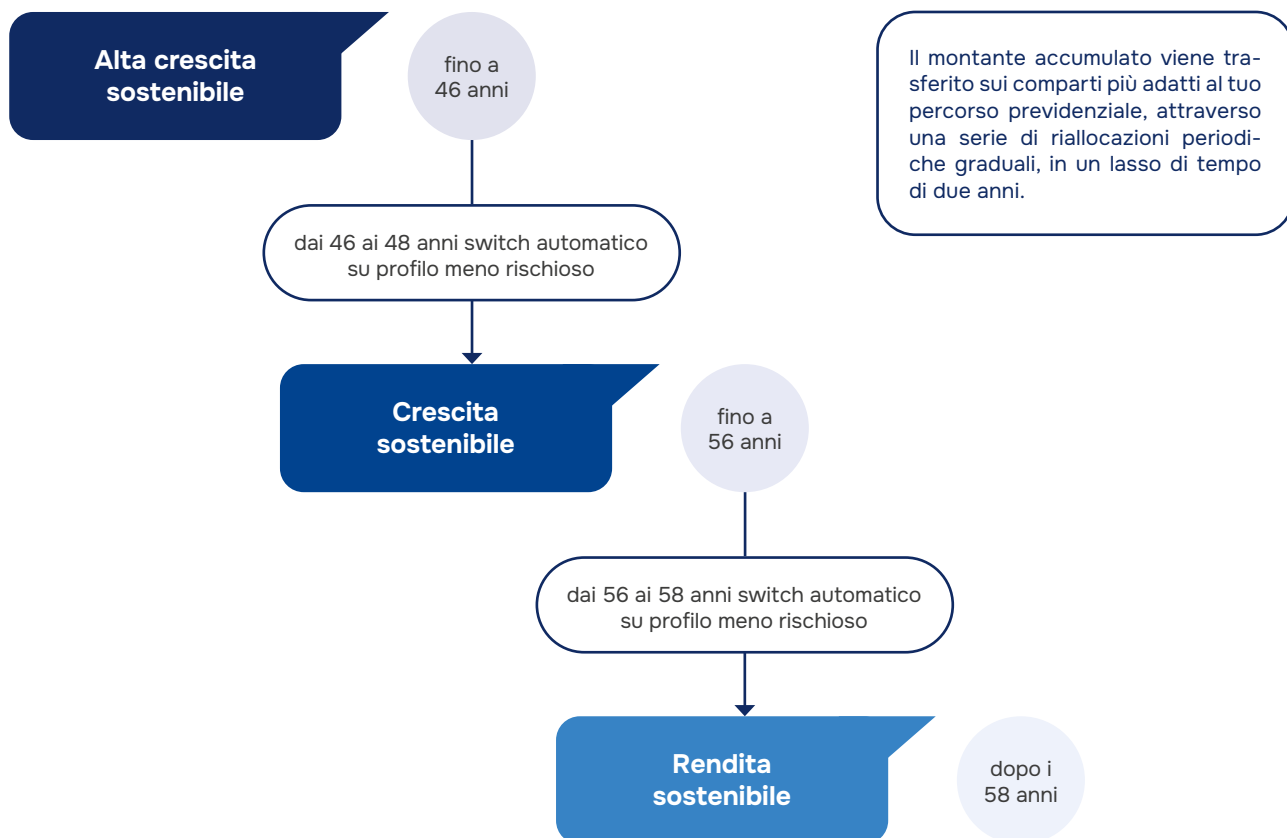 Alta crescita
sostenibile
fino a
46 anni
Il montante accumulato viene tra-
sferito sui comparti più adatti al tuo
percorso previdenziale, attraverso
una serie di riallocazioni periodi-
che graduali, in un lasso di tempo
di due anni.
dai 46 ai 48 anni switch automatico
su profilo meno rischioso
Crescita
sostenibile
fino a
56 anni
dai 56 ai 58 anni switch automatico
su profilo meno rischioso
Rendita
sostenibile
dopo i
58 anni